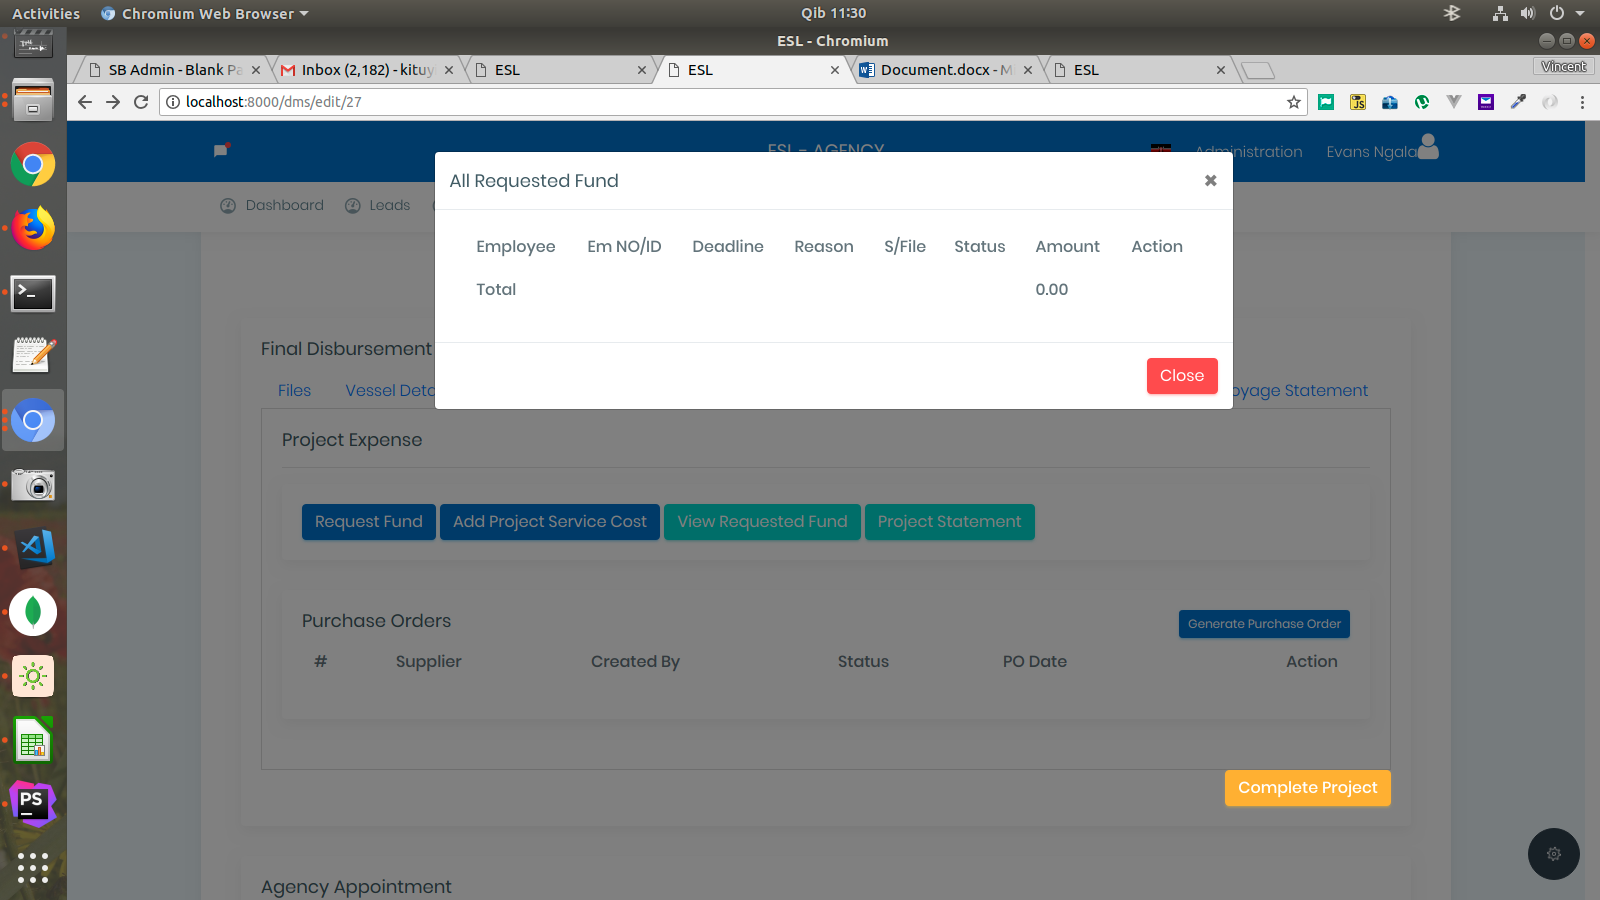 Activities Chromium Web Browser Qib 11:30
ESL - Chromium
SB Admin - Blank Pa Inbox (2,182) - kituy ESL ESL Document.docx - Mi ESL Vincent
localhost:8000/dms/edit/27
ESL - AGENCY Administration Evans Ngala
Dashboard Leads
All Requested Fund
Employee Em NO/ID Deadline Reason S/File Status Amount Action
Total 0.00
Close
Final Disbursement
Files Vessel Deta oyage Statement
Project Expense
Request Fund Add Project Service Cost View Requested Fund Project Statement
Purchase Orders Generate Purchase Order
# Supplier Created By Status PO Date Action
Complete Project
Agency Appointment
JS
PS